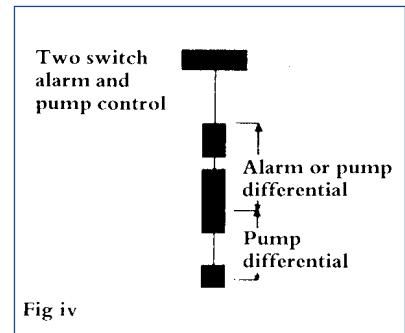 Two switch
alarm and
pump control
Alarm or pump
differential
Pump
differential
Fig iv